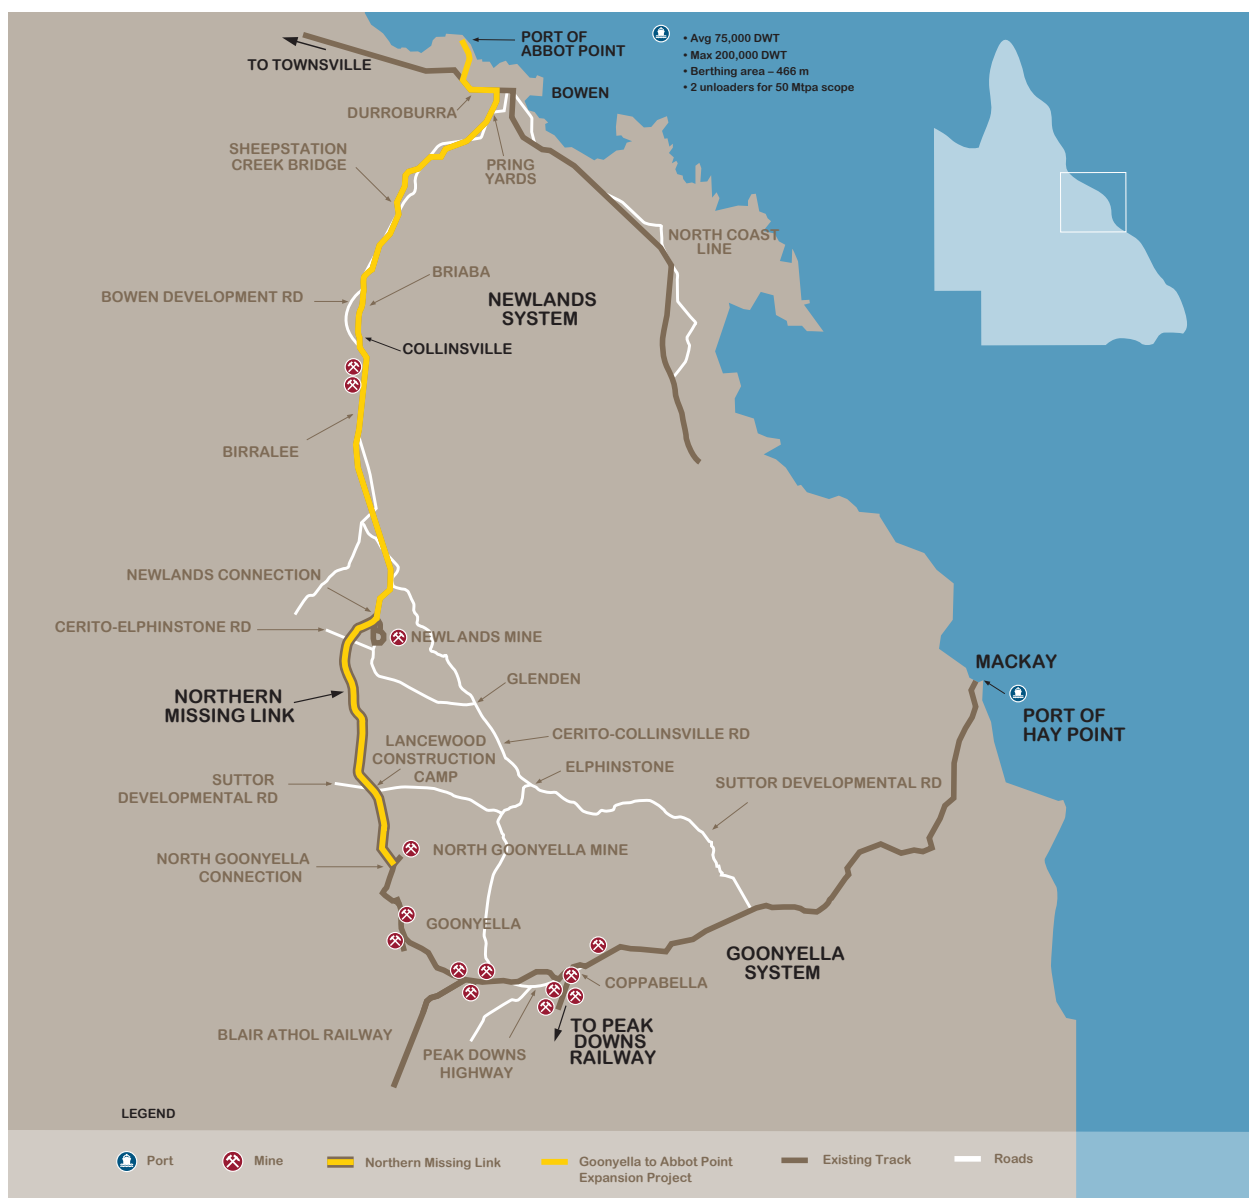 PORT OF
ABBOT POINT
• Avg 75,000 DWT
• Max 200,000 DWT
• Berthing area – 466 m
• 2 unloaders for 50 Mtpa scope
TO TOWNSVILLE
BOWEN
DURROBURRA
SHEEPSTATION
CREEK BRIDGE
PRING
YARDS
NORTH COAST
LINE
BRIABA
BOWEN DEVELOPMENT RD
NEWLANDS
SYSTEM
COLLINSVILLE
BIRRALEE
NEWLANDS CONNECTION
CERITO-ELPHINSTONE RD
NEWLANDS MINE
MACKAY
GLENDEN
NORTHERN
MISSING LINK
PORT OF
HAY POINT
CERITO-COLLINSVILLE RD
LANCEWOOD
CONSTRUCTION
CAMP
ELPHINSTONE
SUTTOR
DEVELOPMENTAL RD
SUTTOR DEVELOPMENTAL RD
NORTH GOONYELLA MINE
NORTH GOONYELLA
CONNECTION
GOONYELLA
GOONYELLA
SYSTEM
COPPABELLA
BLAIR ATHOL RAILWAY
TO PEAK
DOWNS
RAILWAY
PEAK DOWNS
HIGHWAY
LEGEND
Port
Mine
Northern Missing Link
Goonyella to Abbot Point
Expansion Project
Existing Track
Roads